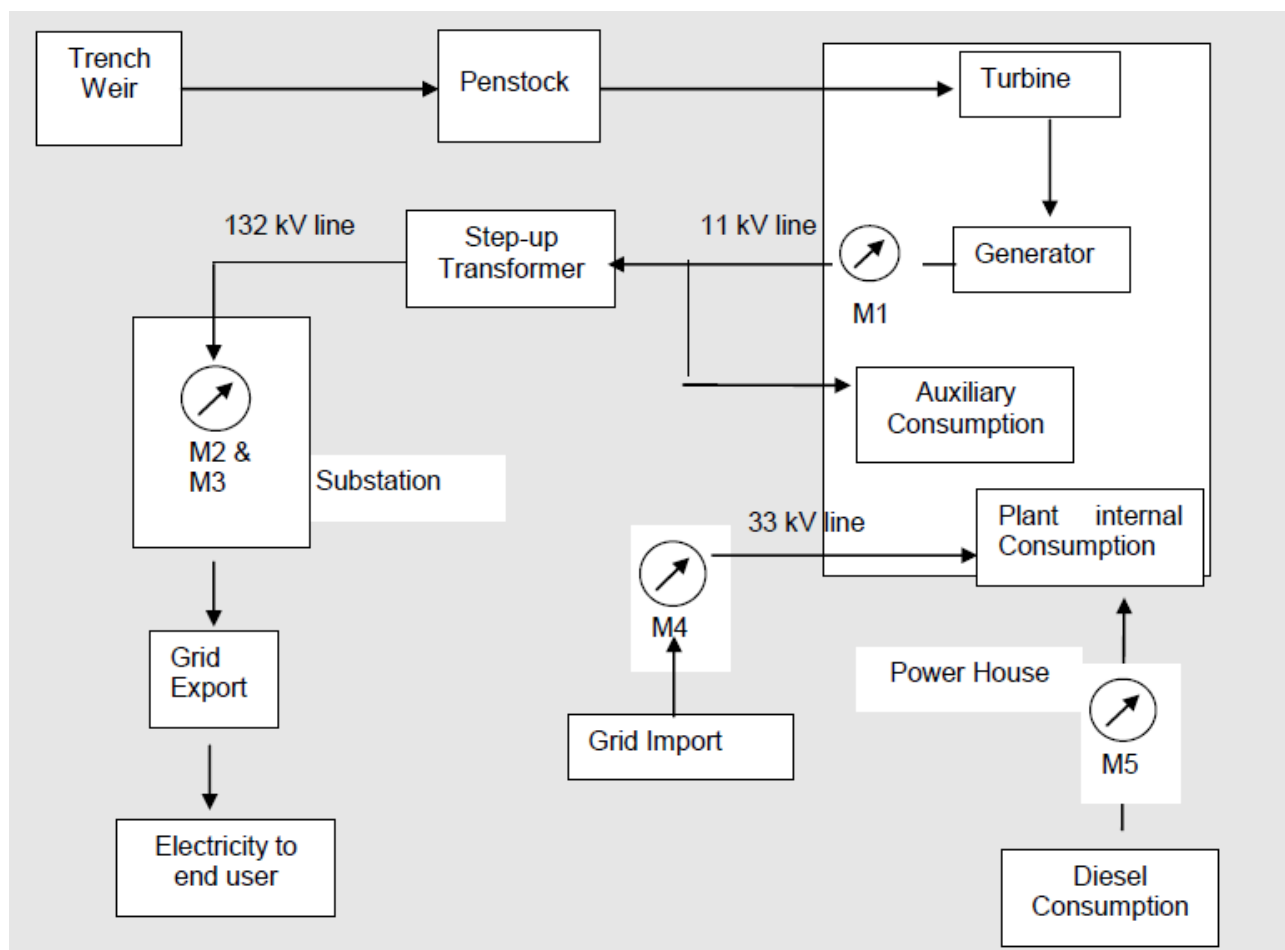 Trench
Weir
Penstock
Turbine
132 kV line
Step-up
Transformer
11 kV line
Generator
M1
Auxiliary
Consumption
M2 &
M3
Substation
33 kV line
Plant internal
Consumption
M4
Grid
Export
Power House
Grid Import
M5
Electricity to
end user
Diesel
Consumption